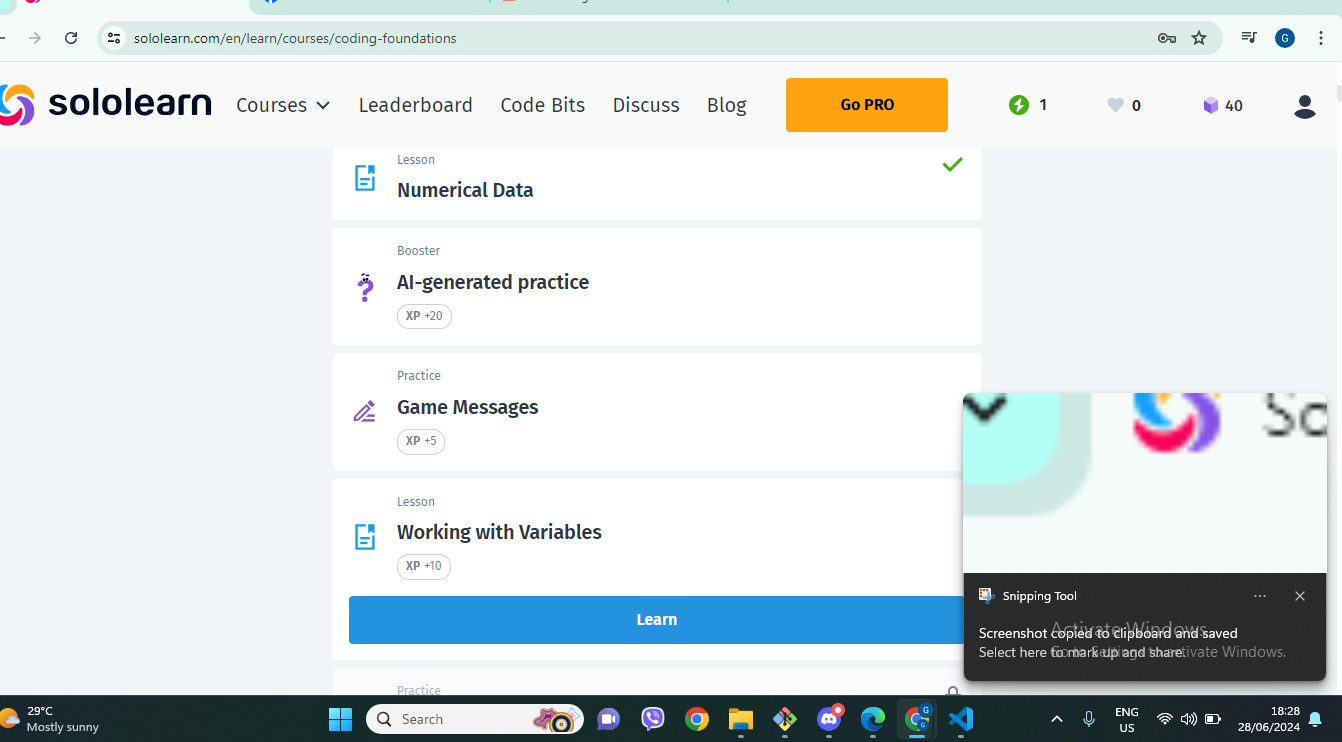 sololearn.com/en/learn/courses/coding-foundations
G
sololearn
Courses
Leaderboard
Code Bits
Discuss
Blog
Go PRO
1
0
40
Lesson
Numerical Data
Booster
AI-generated practice
XP +20
Practice
Game Messages
XP +5
Lesson
Working with Variables
XP +10
Learn
Practice
So
Snipping Tool
Screenshot copied to clipboard and saved
Select here to mark up and share.
Activate Windows
Go to Settings to activate Windows.
29°C
Mostly sunny
Search
G
G
ENG
US
18:28
28/06/2024